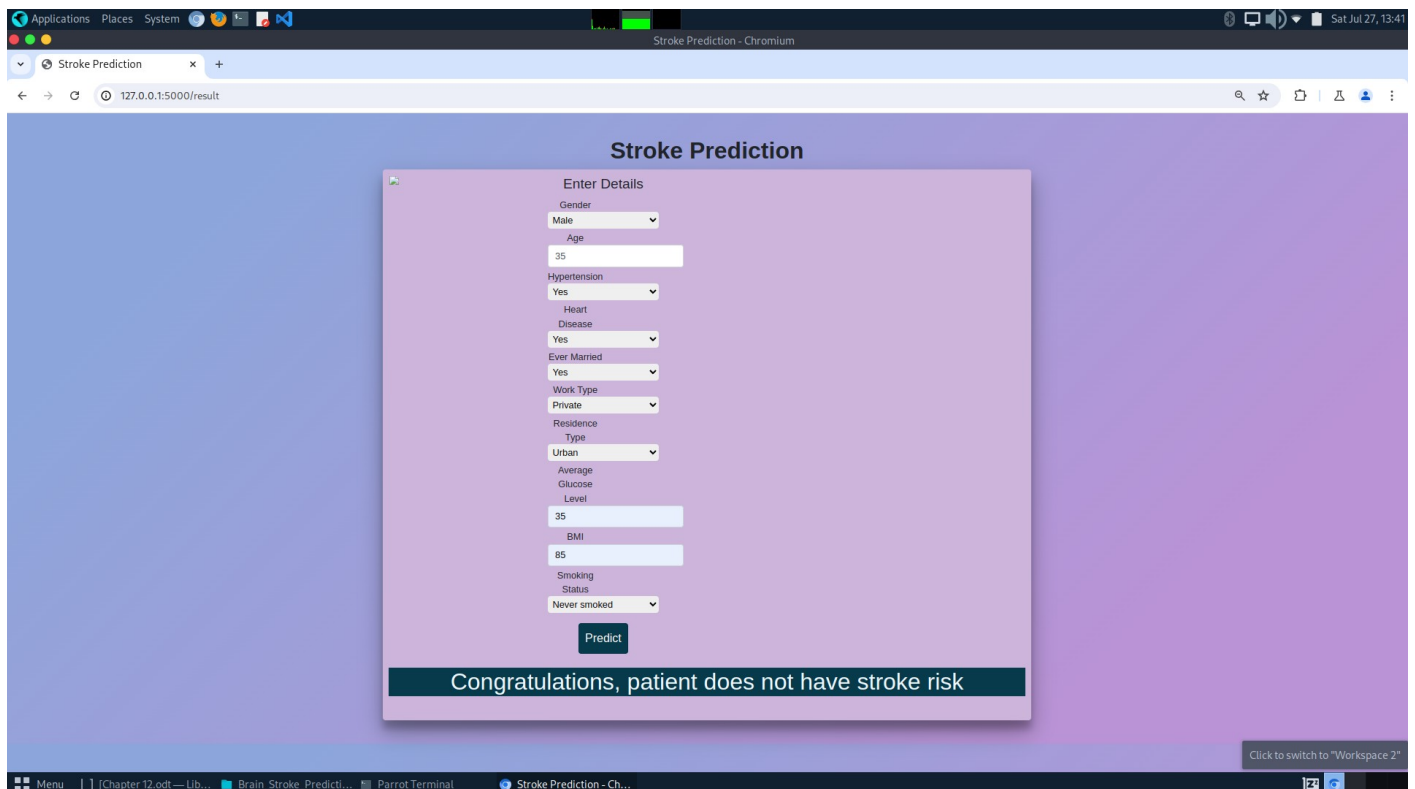 Applications Places System
Sat Jul 27, 13:41
Stroke Prediction - Chromium
Stroke Prediction
127.0.0.1:5000/result
Stroke Prediction
Enter Details
Gender
Male
Age
35
Hypertension
Yes
Heart
Disease
Yes
Ever Married
Yes
Work Type
Private
Residence
Type
Urban
Average
Glucose
Level
35
BMI
85
Smoking
Status
Never smoked
Predict
Congratulations, patient does not have stroke risk
Click to switch to "Workspace 2"
Menu [Chapter 12.odt — Lib... Brain_Stroke_Predicti... Parrot Terminal Stroke Prediction - Ch...